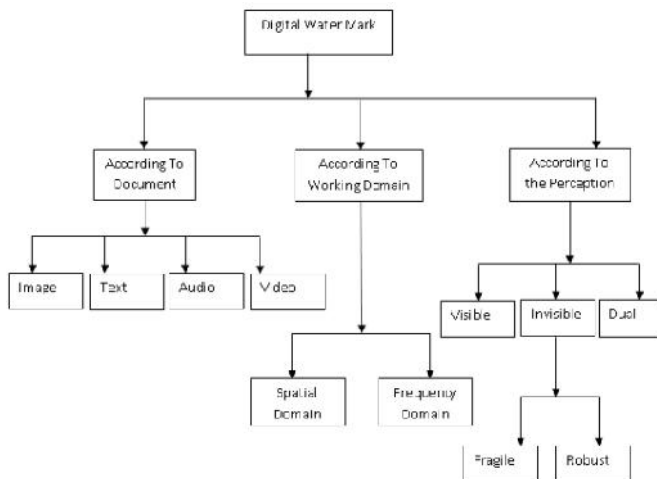 Digital Water Mark
According To
Document
According To
Working Domain
According To
the Perception
Image
Text
Audio
Video
Visible
Invisible
Dual
Spatial
Domain
Frequency
Domain
Fragile
Robust